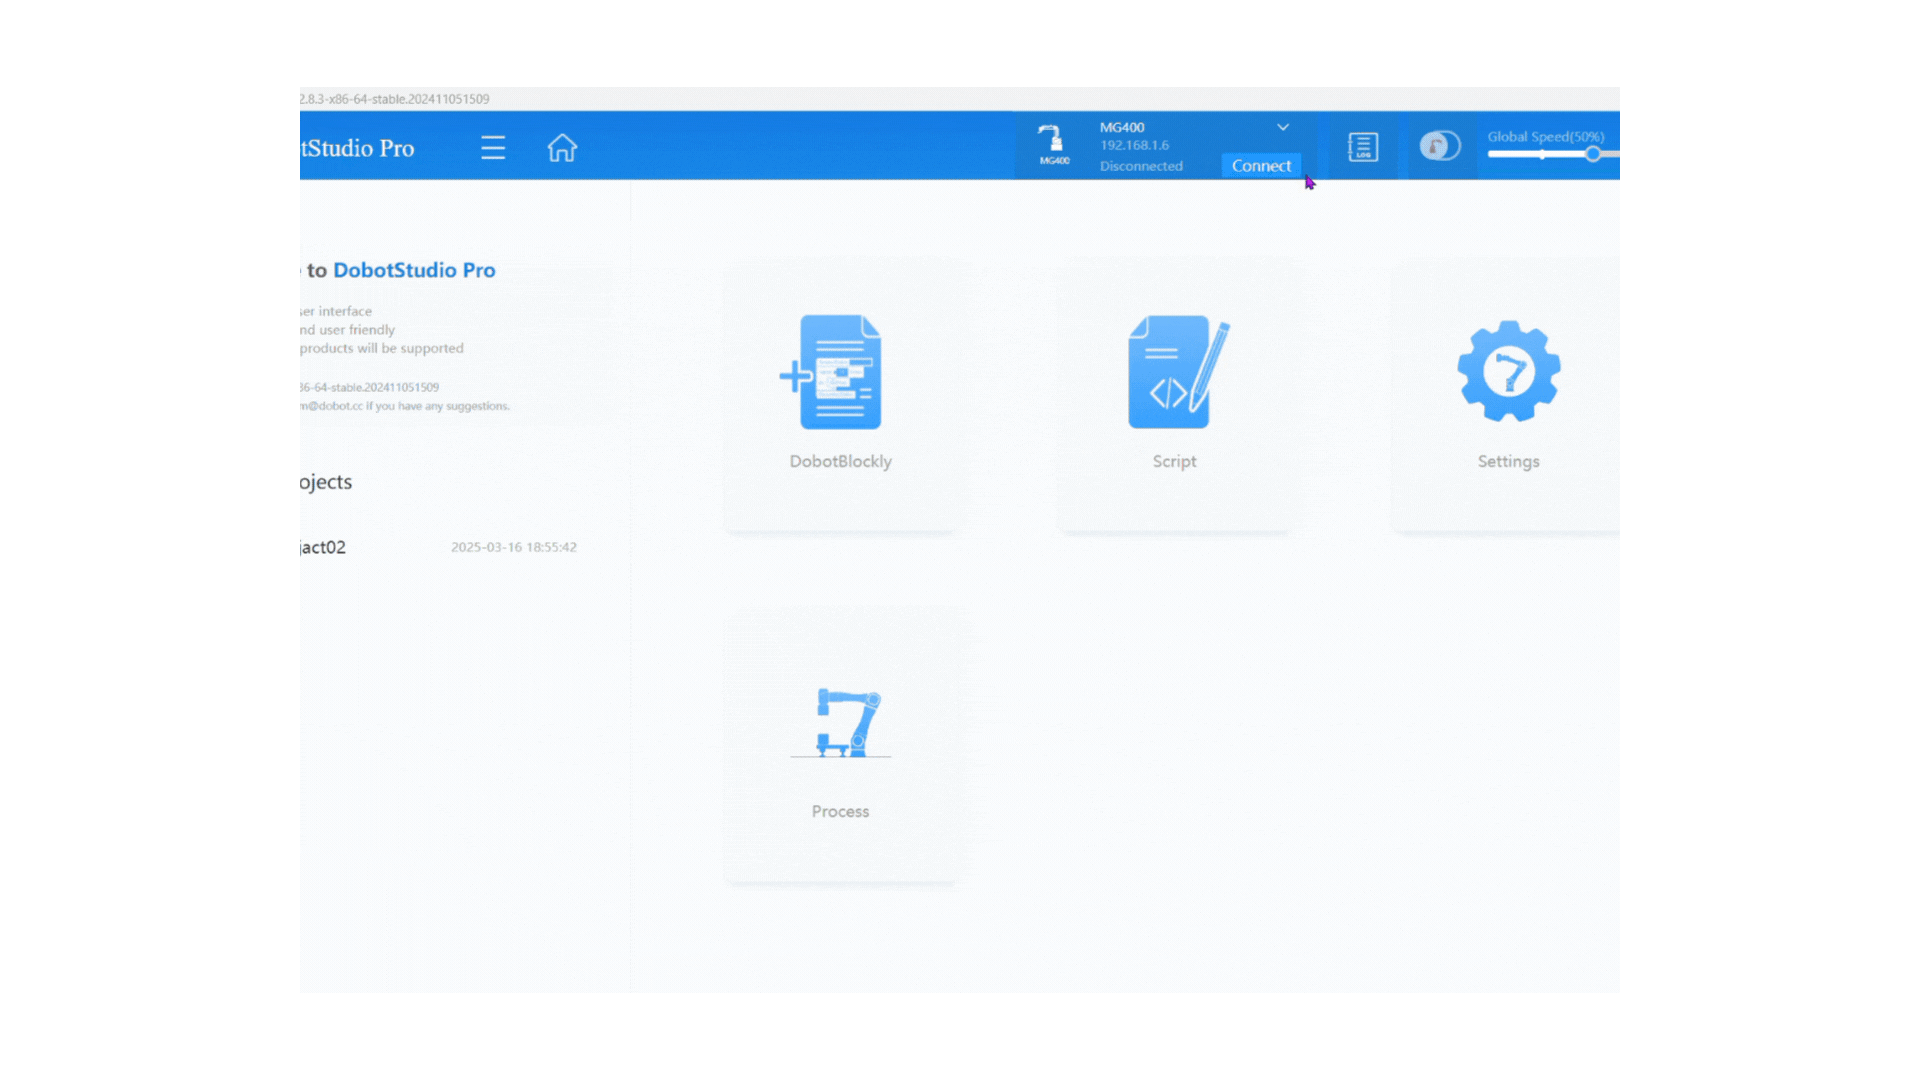 2.8.3-x86-64-stable.202411051509
tStudio Pro
MG400
MG400
192.168.1.6
Disconnected
Connect
LOG
Global Speed(50%)
to DobotStudio Pro
ser interface
nd user friendly
products will be supported
36-64-stable.202411051509
m@dobot.cc if you have any suggestions.
ojects
jact02
2025-03-16 18:55:42
DobotBlockly
Script
Settings
Process